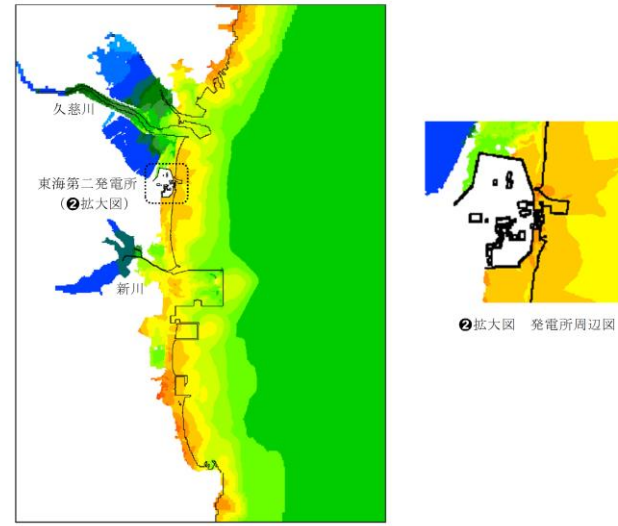 久慈川
東海第二発電所
(❷拡大図)
新川
❷拡大図 発電所周辺図